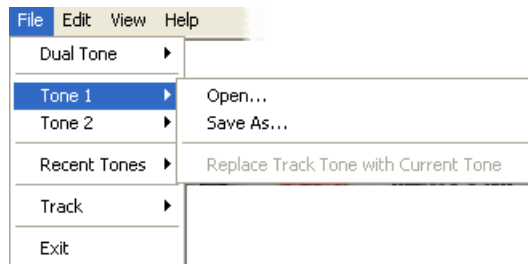 File Edit View Help
Dual Tone
Tone 1
Open...
Tone 2
Save As...
Recent Tones
Replace Track Tone with Current Tone
Track
Exit